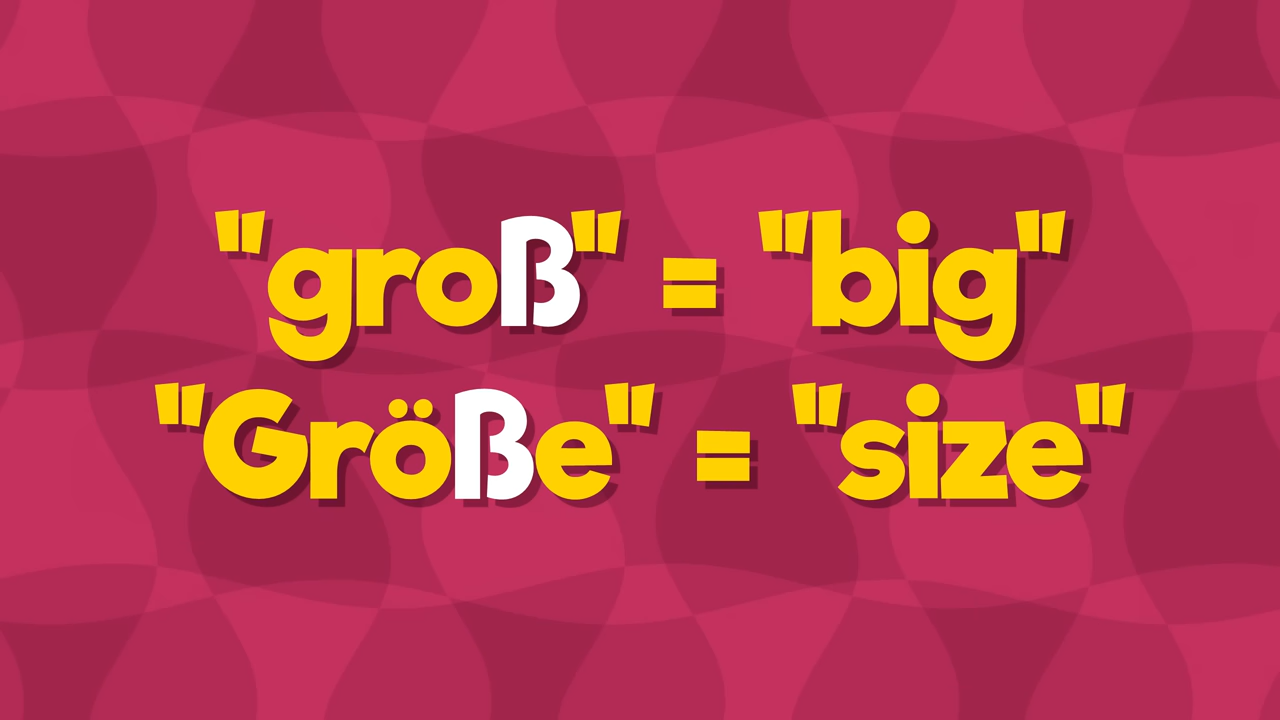 "groß" = "big"
"Größe" = "size"